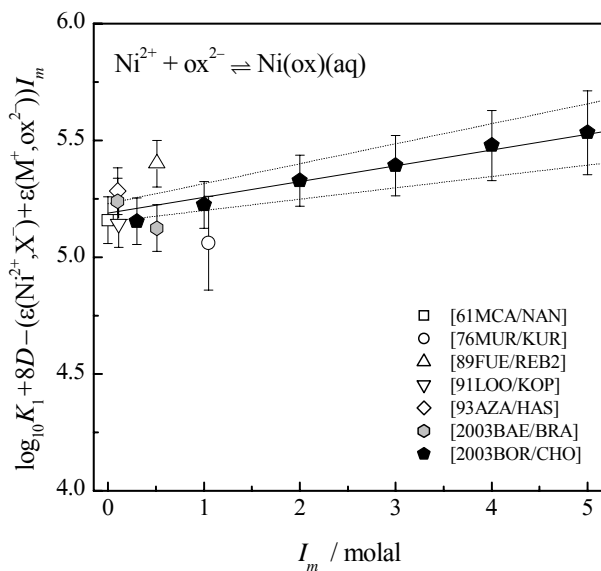 6.0
Ni²⁺ + ox²⁻ ⇌ Ni(ox)(aq)
5.5
5.0
4.5
4.0
log₁₀ K₁ + 8D − (ε(Ni²⁺,X⁻) + ε(M⁺,ox²⁻))Iₘ
[61MCA/NAN]
[76MUR/KUR]
[89FUE/REB2]
[91LOO/KOP]
[93AZA/HAS]
[2003BAE/BRA]
[2003BOR/CHO]
0 1 2 3 4 5
Iₘ / molal